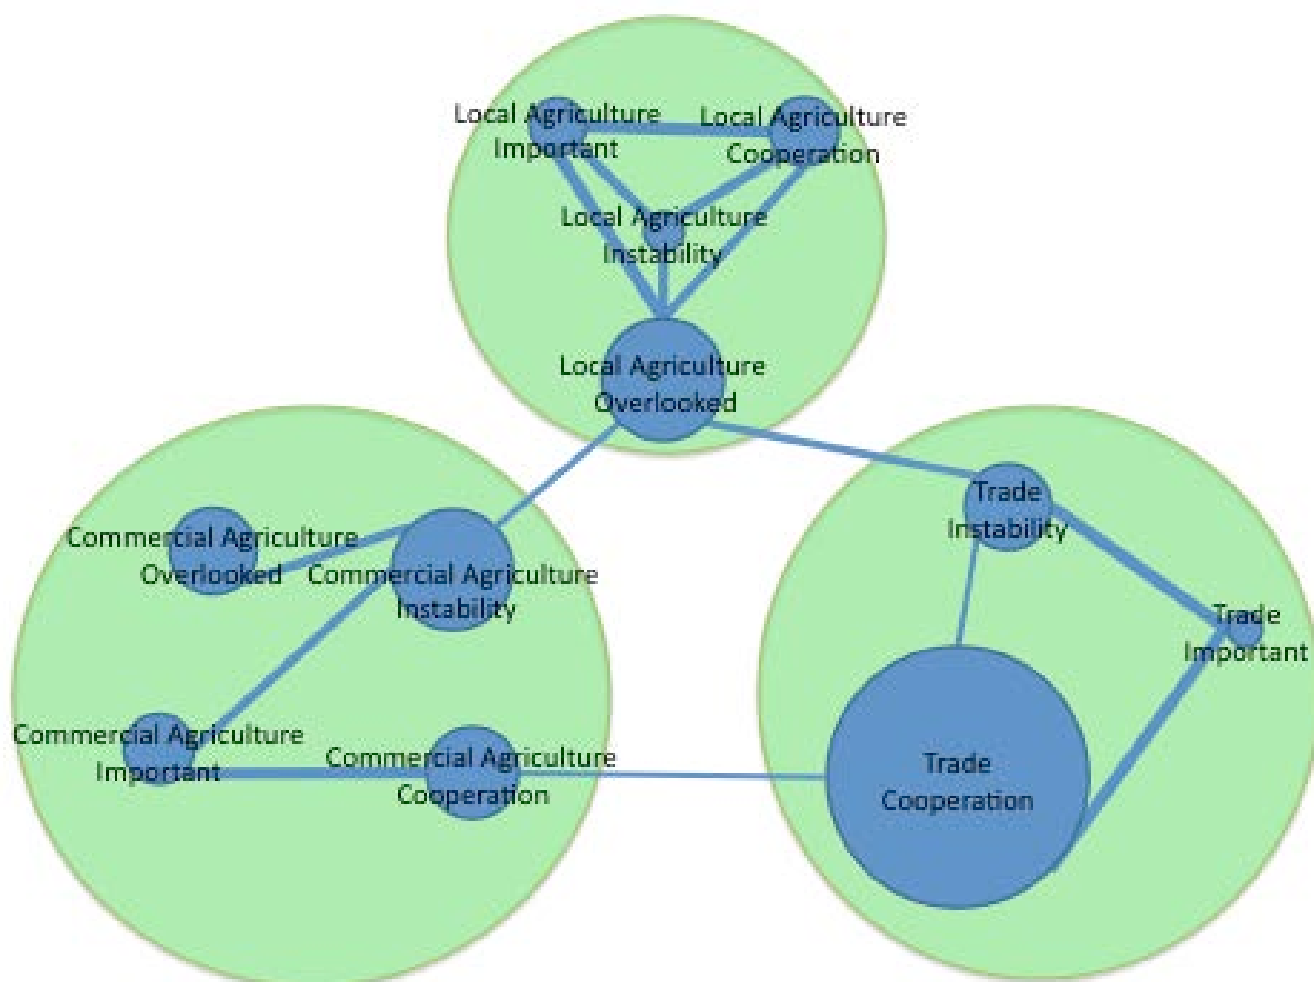 Local Agriculture
Important
Local Agriculture
Cooperation
Local Agriculture
Instability
Local Agriculture
Overlooked
Commercial Agriculture
Overlooked
Commercial Agriculture
Instability
Commercial Agriculture
Important
Commercial Agriculture
Cooperation
Trade
Instability
Trade
Important
Trade
Cooperation